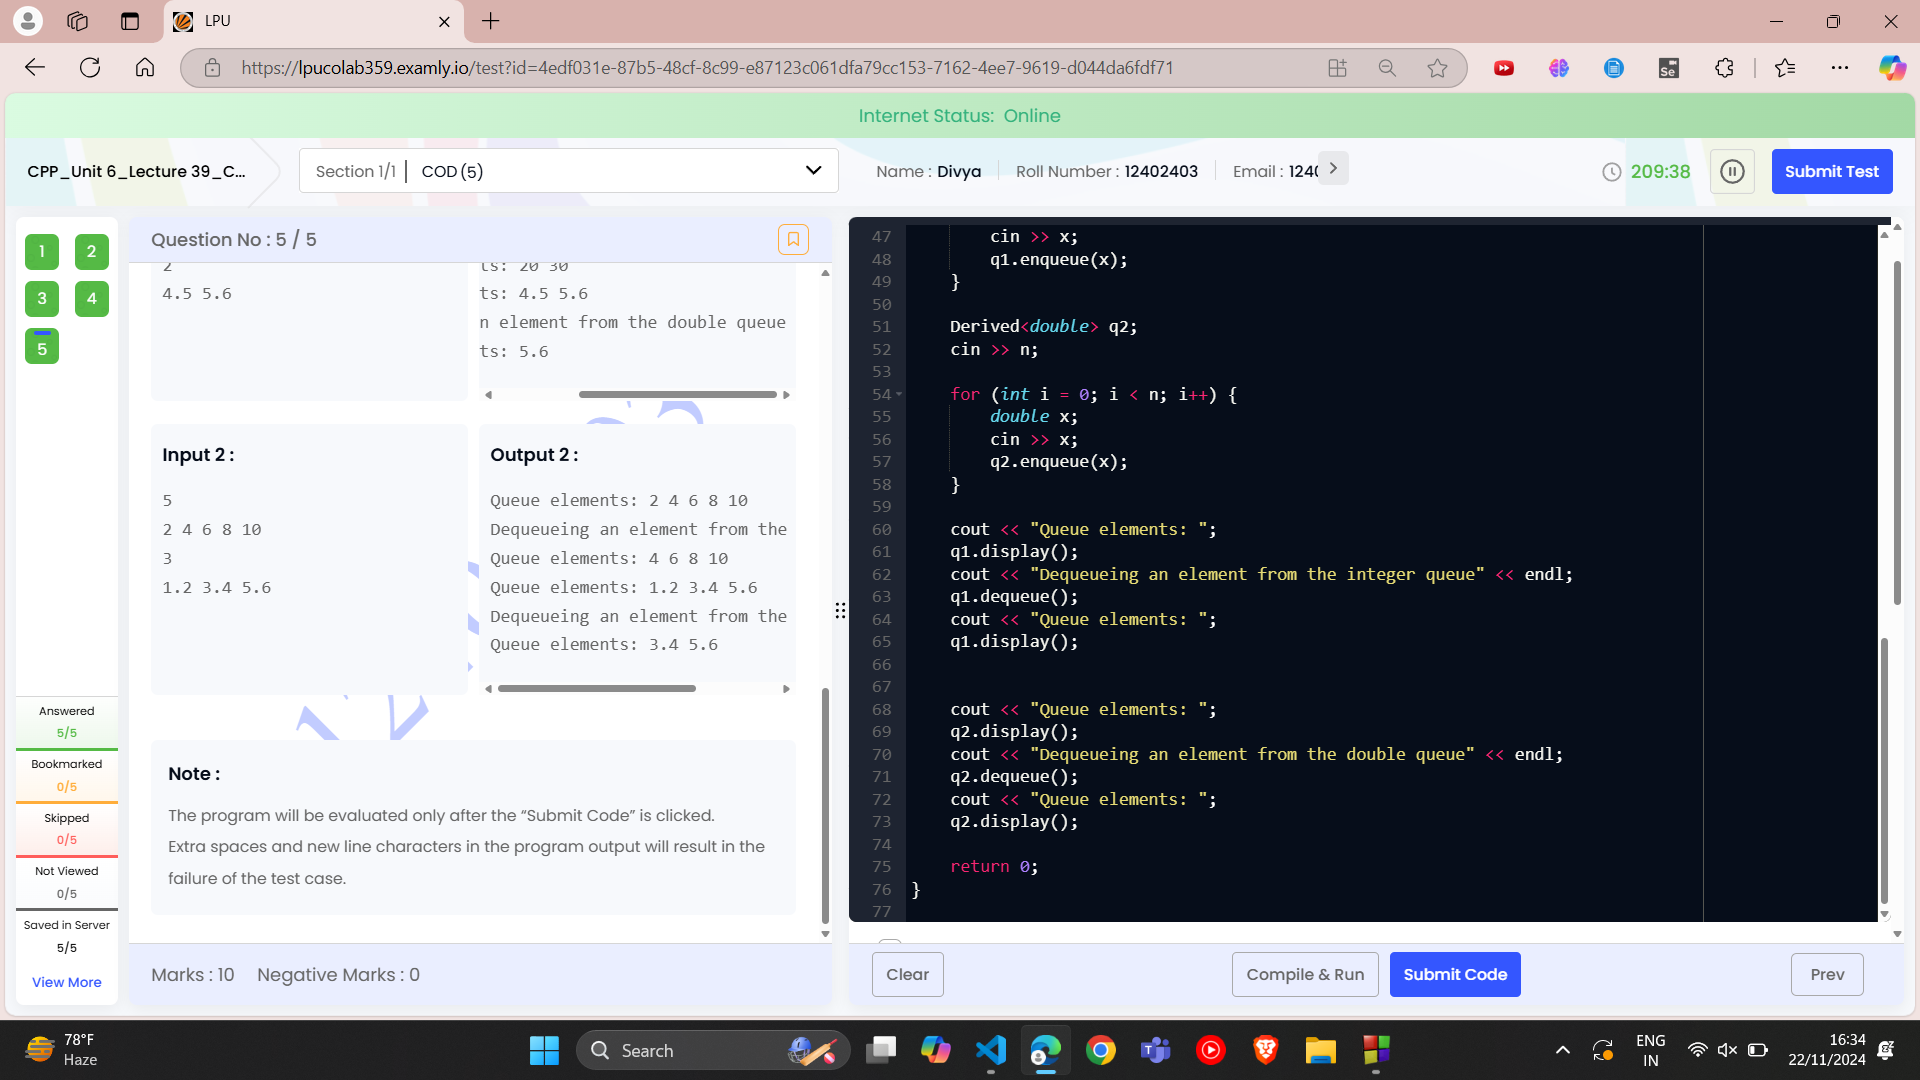 LPU
https://lpucolab359.examly.io/test?id=4edf031e-87b5-48cf-8c99-e87123c061dfa79cc153-7162-4ee7-9619-d044da6fdf71
Internet Status: Online
CPP_Unit 6_Lecture 39_C...
Section 1/1 | COD (5)
Name : Divya
Roll Number : 12402403
Email : 1240
209:38
Submit Test
1 2
3 4
5
Answered
5/5
Bookmarked
0/5
Skipped
0/5
Not Viewed
0/5
Saved in Server
5/5
View More
Question No : 5 / 5
2
4.5 5.6
ts: 20 30
ts: 4.5 5.6
n element from the double queue
ts: 5.6
Input 2 :
5
2 4 6 8 10
3
1.2 3.4 5.6
Output 2 :
Queue elements: 2 4 6 8 10
Dequeueing an element from the
Queue elements: 4 6 8 10
Queue elements: 1.2 3.4 5.6
Dequeueing an element from the
Queue elements: 3.4 5.6
Note :
The program will be evaluated only after the “Submit Code” is clicked.
Extra spaces and new line characters in the program output will result in the
failure of the test case.
Marks : 10 Negative Marks : 0
47 cin >> x;
48 q1.enqueue(x);
49 }
50
51 Derived<double> q2;
52 cin >> n;
53
54 for (int i = 0; i < n; i++) {
55 double x;
56 cin >> x;
57 q2.enqueue(x);
58 }
59
60 cout << "Queue elements: ";
61 q1.display();
62 cout << "Dequeueing an element from the integer queue" << endl;
63 q1.dequeue();
64 cout << "Queue elements: ";
65 q1.display();
66
67
68 cout << "Queue elements: ";
69 q2.display();
70 cout << "Dequeueing an element from the double queue" << endl;
71 q2.dequeue();
72 cout << "Queue elements: ";
73 q2.display();
74
75 return 0;
76 }
77
Clear
Compile & Run
Submit Code
Prev
78°F
Haze
Search
ENG
IN
16:34
22/11/2024